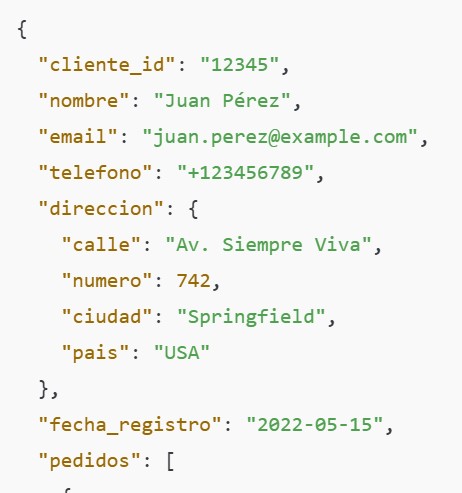 {
  "cliente_id": "12345",
  "nombre": "Juan Pérez",
  "email": "juan.perez@example.com",
  "telefono": "+123456789",
  "direccion": {
    "calle": "Av. Siempre Viva",
    "numero": 742,
    "ciudad": "Springfield",
    "pais": "USA"
  },
  "fecha_registro": "2022-05-15",
  "pedidos": [
    {